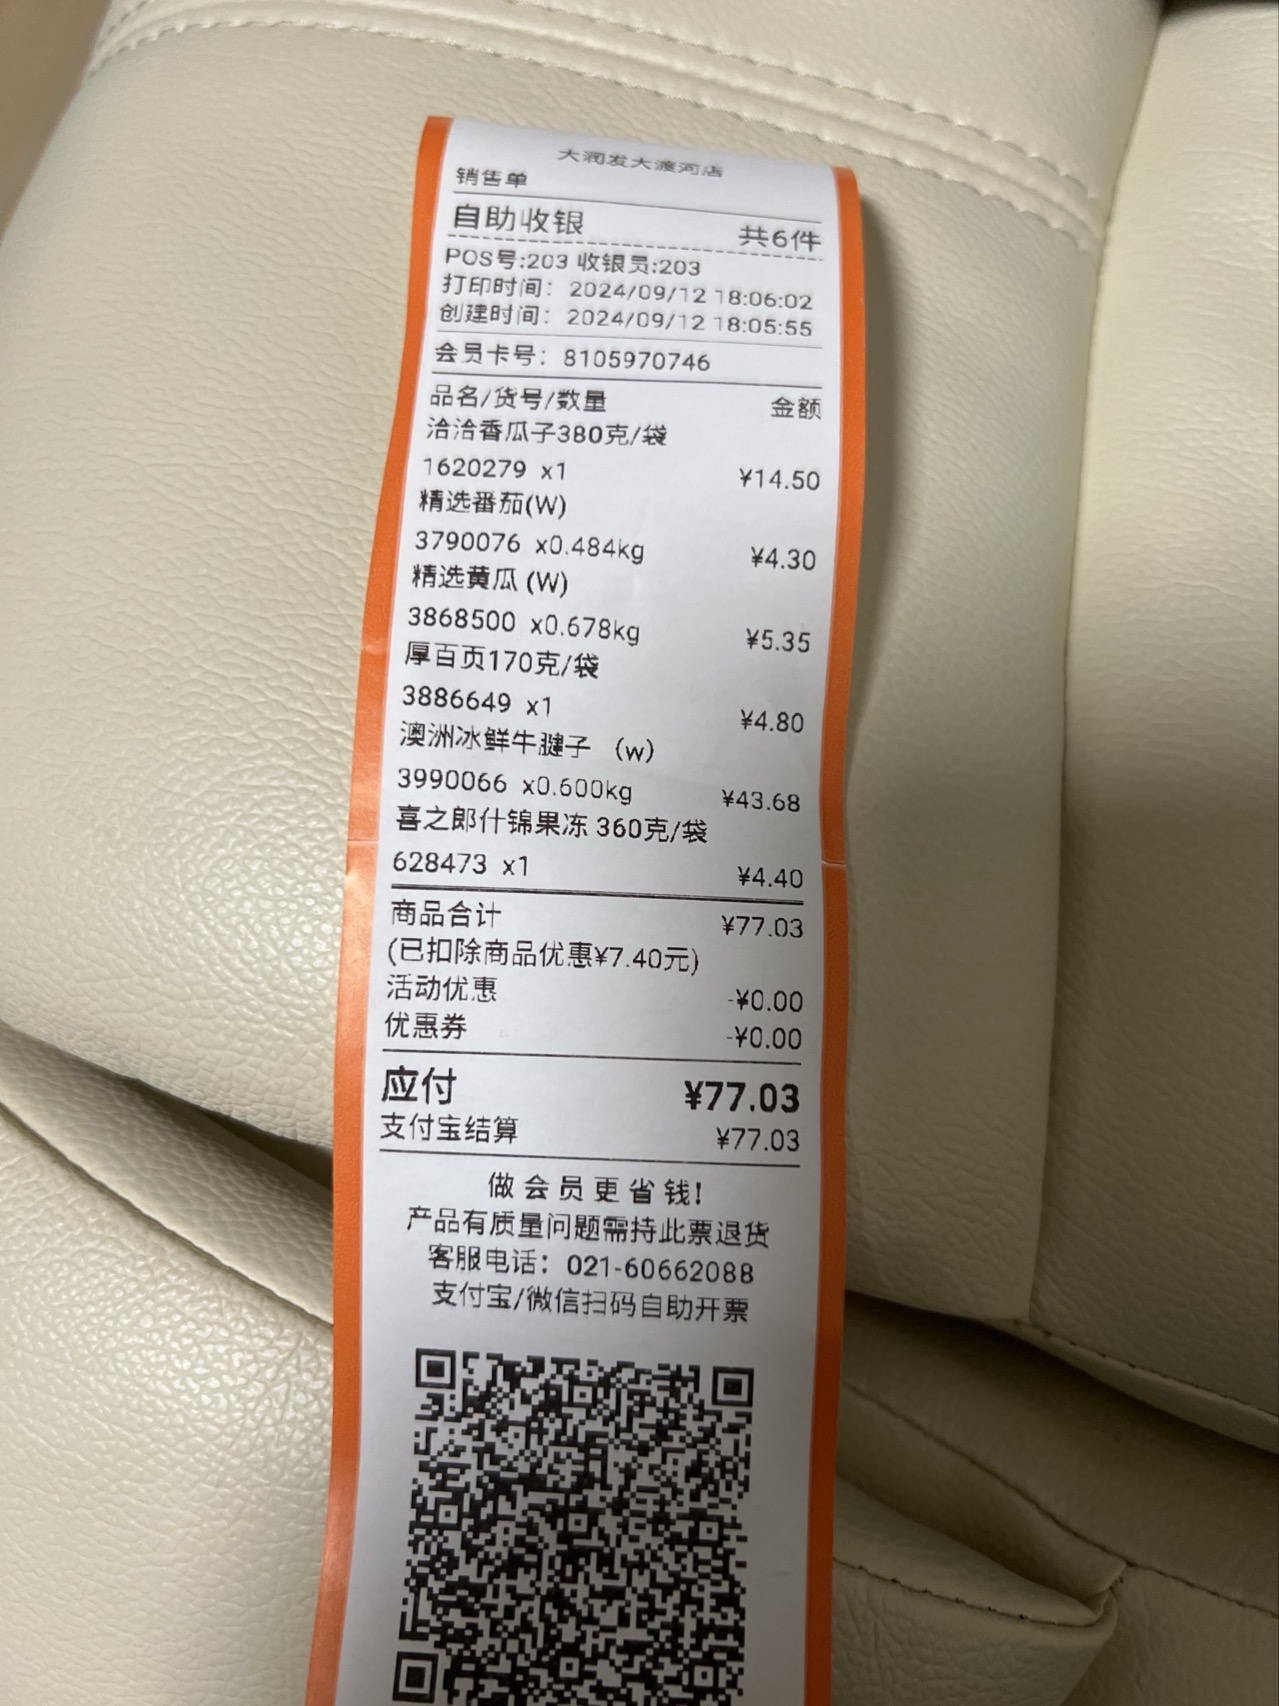 大润发大渡河店
销售单
自助收银 共6件
POS号:203 收银员:203
打印时间: 2024/09/12 18:06:02
创建时间: 2024/09/12 18:05:55
会员卡号: 8105970746
品名/货号/数量 金额
洽洽香瓜子380克/袋
1620279 x1 ¥14.50
精选番茄(W)
3790076 x0.484kg ¥4.30
精选黄瓜 (W)
3868500 x0.678kg ¥5.35
厚百页170克/袋
3886649 x1 ¥4.80
澳洲冰鲜牛腱子 (w)
3990066 x0.600kg ¥43.68
喜之郎什锦果冻 360克/袋
628473 x1 ¥4.40
商品合计 ¥77.03
(已扣除商品优惠¥7.40元)
活动优惠 -¥0.00
优惠券 -¥0.00
应付 ¥77.03
支付宝结算 ¥77.03
做会员更省钱!
产品有质量问题需持此票退货
客服电话: 021-60662088
支付宝/微信扫码自助开票